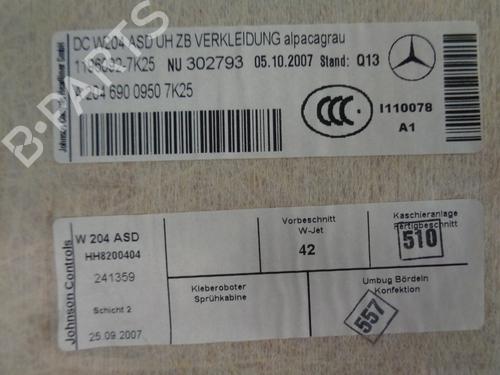 DC W204 ASD UH ZB VERKLEIDUNG alpacagrau
7K25 NU 302793 05.10.2007 Stand: Q13
A 204 690 0950 7K25
CCC
I110078
A1
B-PARTS
Johnson Controls
W 204 ASD
HH8200404
241359
Schicht 2
25.09.2007
Vorbeschnitt
W-Jet
42
Kaschieranlage
Fertigbeschnitt
510
Kleberoboter
Sprühkabine
Umbug Bördeln
Konfektion
557